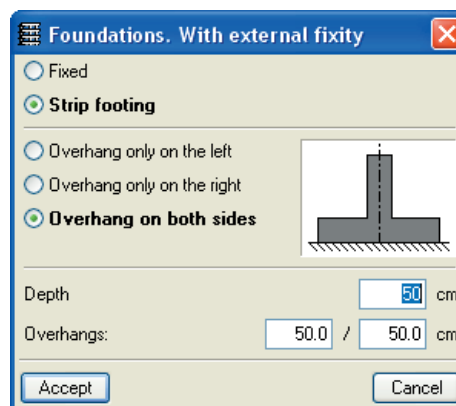 Foundations. With external fixity
Fixed
Strip footing
Overhang only on the left
Overhang only on the right
Overhang on both sides
Depth 50 cm
Overhangs: 50.0 / 50.0 cm
Accept Cancel